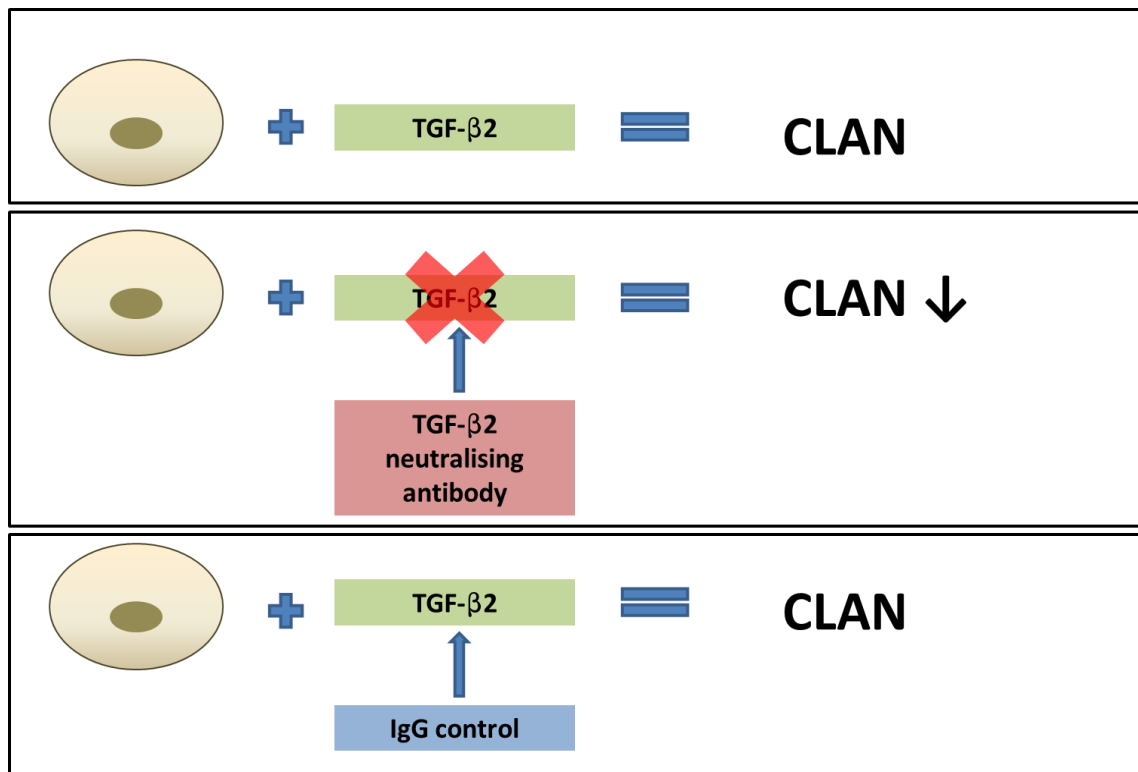 TGF-β2
CLAN
TGF-β2
CLAN ↓
TGF-β2
neutralising
antibody
TGF-β2
CLAN
IgG control